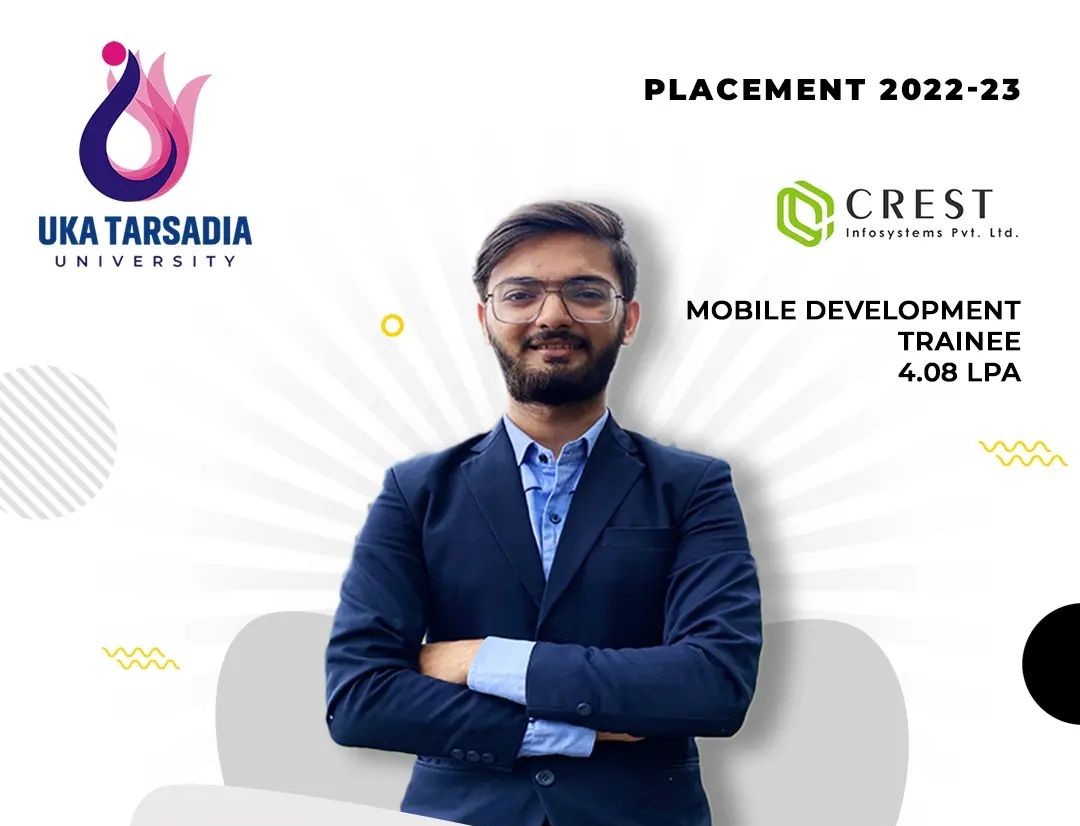 UKA TARSADIA
UNIVERSITY
PLACEMENT 2022-23
CREST
Infosystems Pvt. Ltd.
MOBILE DEVELOPMENT
TRAINEE
4.08 LPA